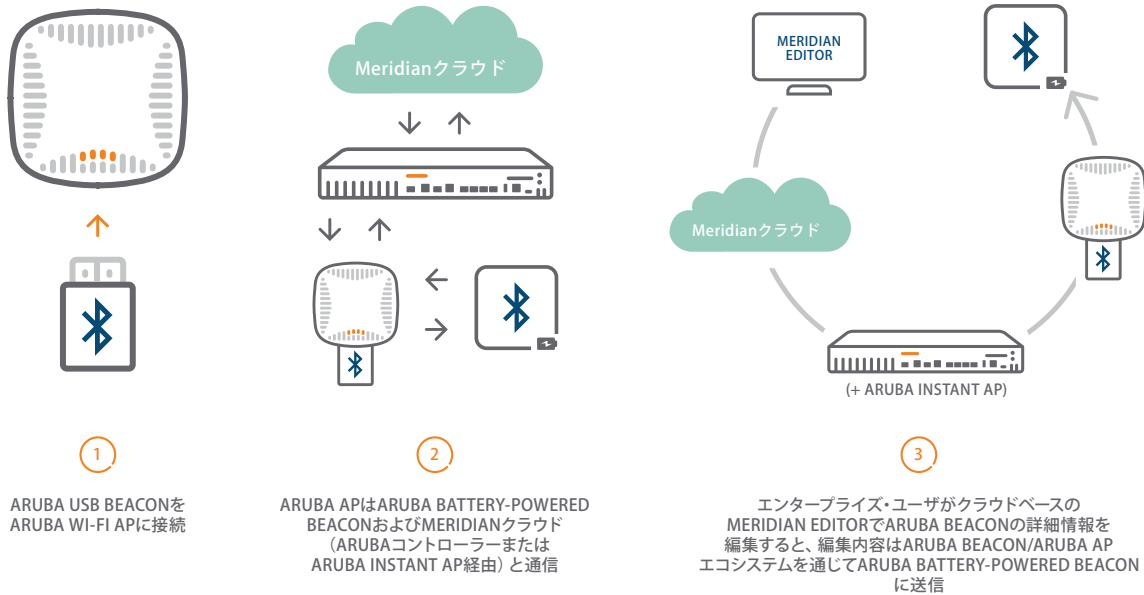 Meridianクラウド
MERIDIAN
EDITOR
Meridianクラウド
(+ ARUBA INSTANT AP)
1
ARUBA USB BEACONを
ARUBA WI-FI APに接続
2
ARUBA APはARUBA BATTERY-POWERED
BEACONおよびMERIDIANクラウド
（ARUBAコントローラーまたは
ARUBA INSTANT AP経由）と通信
3
エンタープライズ・ユーザがクラウドベースの
MERIDIAN EDITORでARUBA BEACONの詳細情報を
編集すると、編集内容はARUBA BEACON/ARUBA AP
エコシステムを通じてARUBA BATTERY-POWERED BEACON
に送信